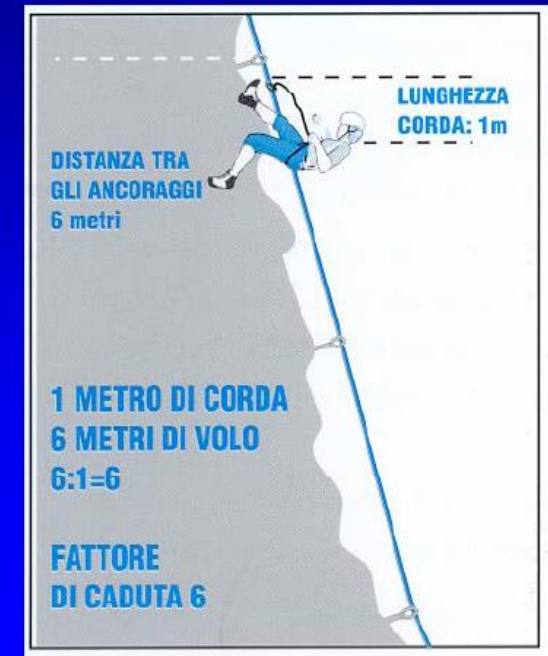 LUNGHEZZA
CORDA: 1m
DISTANZA TRA
GLI ANCORAGGI
6 metri
1 METRO DI CORDA
6 METRI DI VOLO
6:1=6
FATTORE
DI CADUTA 6